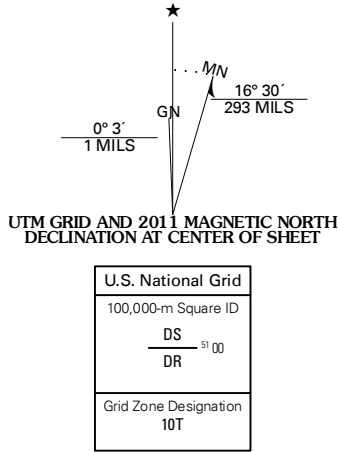 ★
MN
16° 30´
293 MILS
GN
0° 3´
1 MILS
UTM GRID AND 2011 MAGNETIC NORTH
DECLINATION AT CENTER OF SHEET
U.S. National Grid
100,000-m Square ID
DS
51 00
DR
Grid Zone Designation
10T